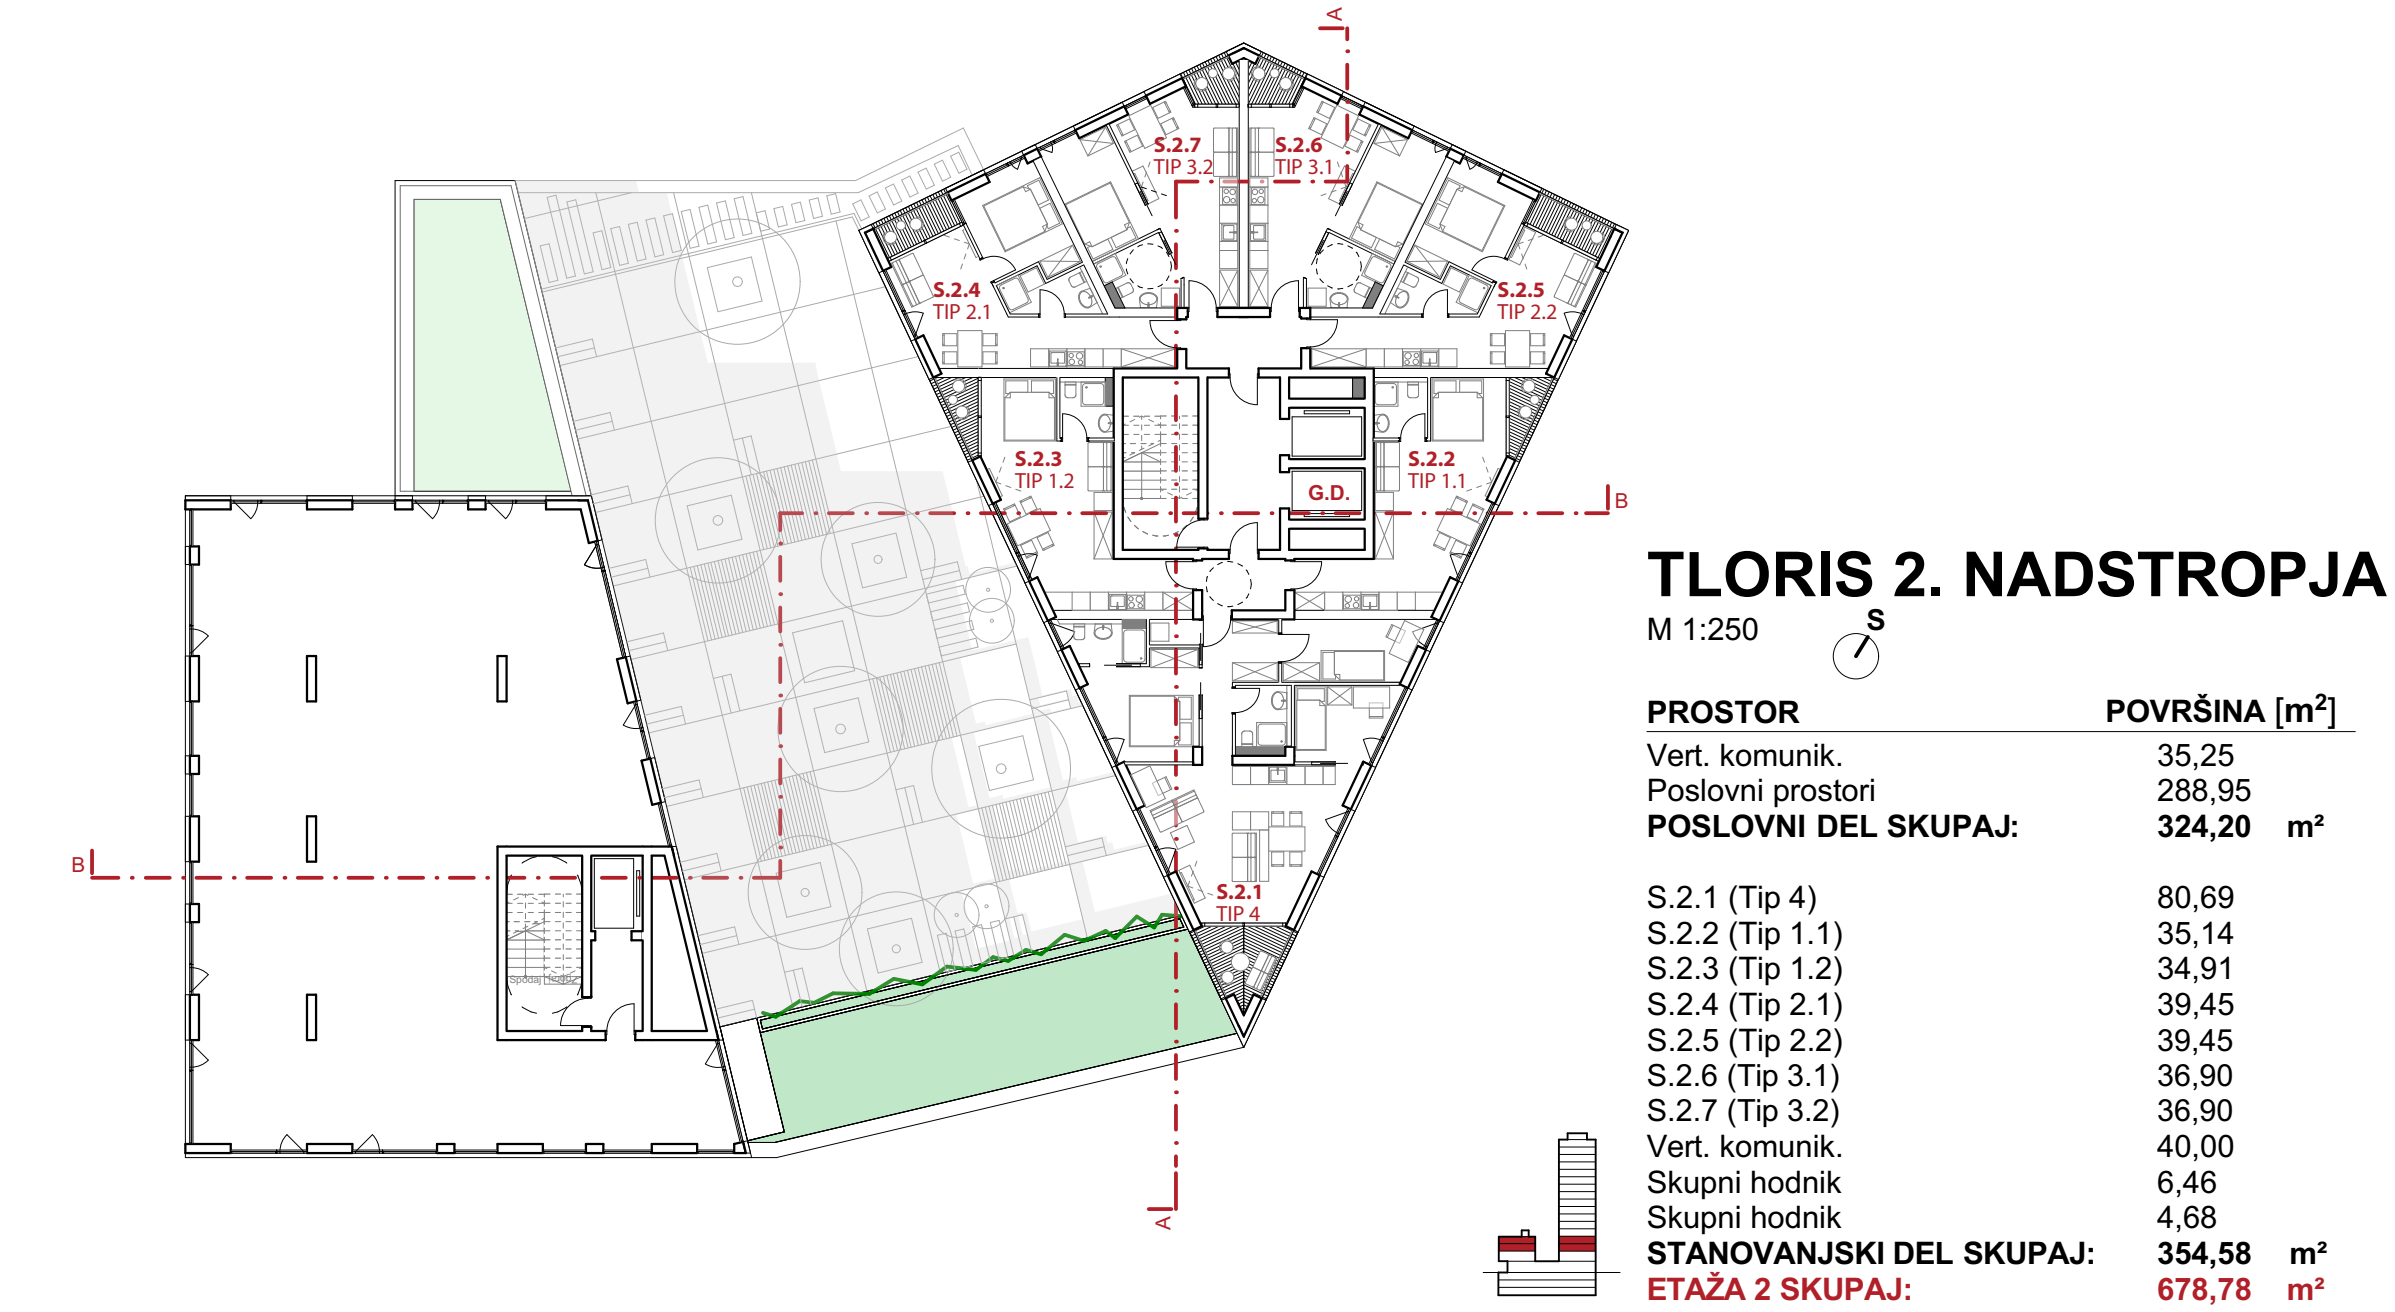 A
S.2.7
TIP 3.2
S.2.6
TIP 3.1
S.2.4
TIP 2.1
S.2.5
TIP 2.2
S.2.3
TIP 1.2
S.2.2
TIP 1.1
G.D.
B
B
S.2.1
TIP 4
Spodaj
A
TLORIS 2. NADSTROPJA
M 1:250
S
PROSTOR POVRŠINA [m²]
Vert. komunik. 35,25
Poslovni prostori 288,95
POSLOVNI DEL SKUPAJ: 324,20 m²
S.2.1 (Tip 4) 80,69
S.2.2 (Tip 1.1) 35,14
S.2.3 (Tip 1.2) 34,91
S.2.4 (Tip 2.1) 39,45
S.2.5 (Tip 2.2) 39,45
S.2.6 (Tip 3.1) 36,90
S.2.7 (Tip 3.2) 36,90
Vert. komunik. 40,00
Skupni hodnik 6,46
Skupni hodnik 4,68
STANOVANJSKI DEL SKUPAJ: 354,58 m²
ETAŽA 2 SKUPAJ: 678,78 m²